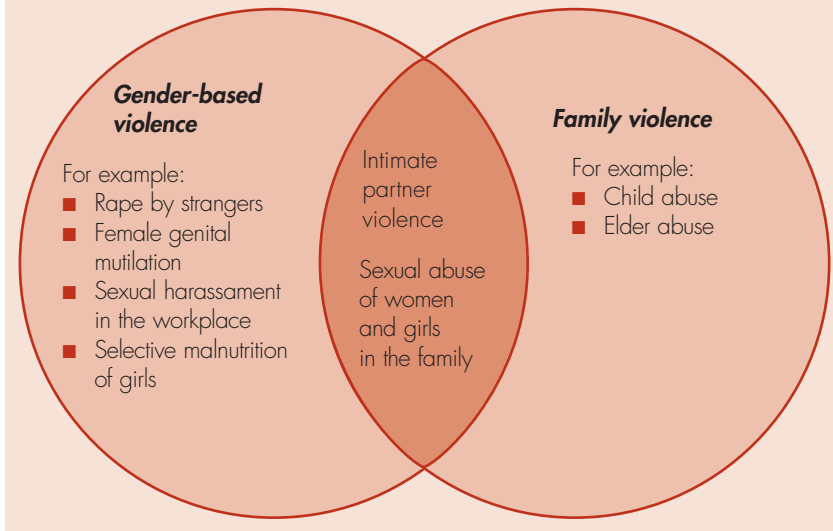 Gender-based
violence
For example:
■ Rape by strangers
■ Female genital
mutilation
■ Sexual harassment
in the workplace
■ Selective malnutrition
of girls
Intimate
partner
violence
Sexual abuse
of women
and girls
in the family
Family violence
For example:
■ Child abuse
■ Elder abuse